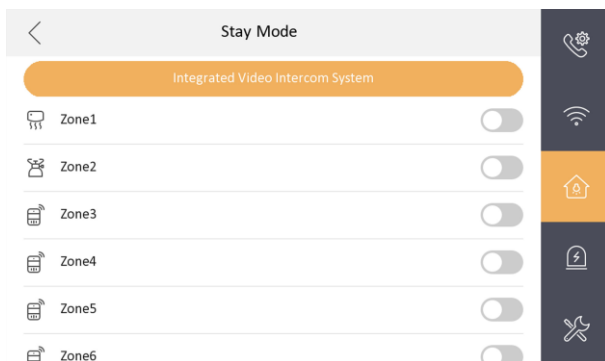 Stay Mode
Integrated Video Intercom System
Zone1
Zone2
Zone3
Zone4
Zone5
Zone6